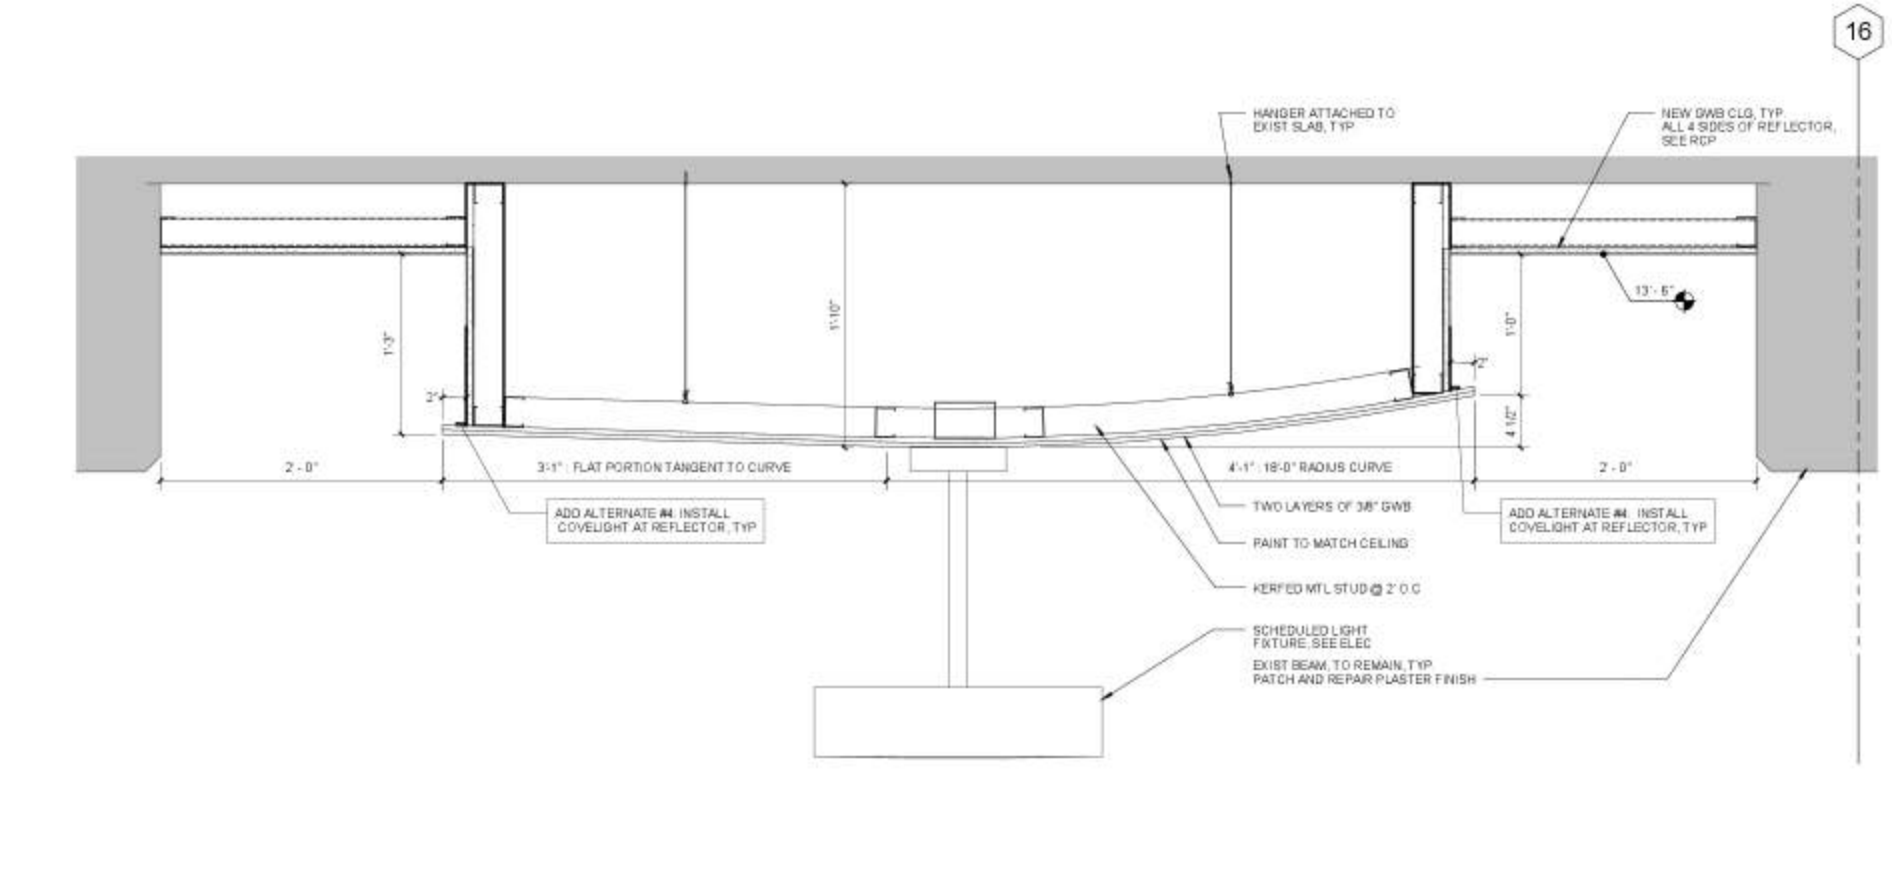 16
HANGER ATTACHED TO
EXIST SLAB, TYP
NEW GWB CLG, TYP
ALL 4 SIDES OF REFLECTOR,
SEE RCP
13'- 6"
1'-3"
1'-10"
1'-0"
2"
2"
4 1/2"
2' - 0"
3'-1" : FLAT PORTION TANGENT TO CURVE
4'-1" : 18'-0" RADIUS CURVE
2' - 0"
ADD ALTERNATE #4: INSTALL
COVELIGHT AT REFLECTOR, TYP
TWO LAYERS OF 3/8" GWB
ADD ALTERNATE #4: INSTALL
COVELIGHT AT REFLECTOR, TYP
PAINT TO MATCH CEILING
KERFED MTL STUD @ 2' O.C
SCHEDULED LIGHT
FIXTURE, SEE ELEC
EXIST BEAM, TO REMAIN, TYP
PATCH AND REPAIR PLASTER FINISH